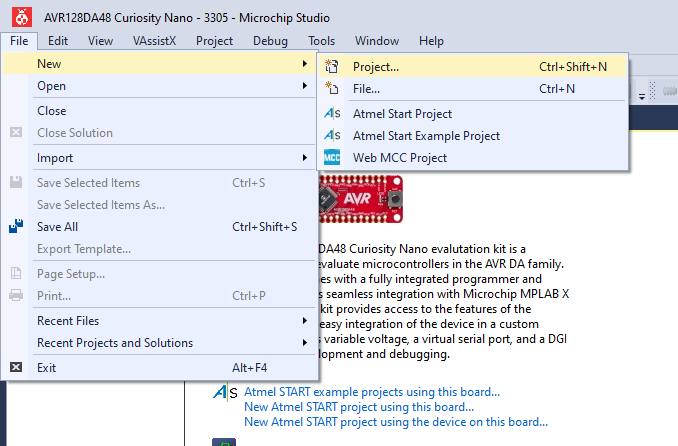 AVR128DA48 Curiosity Nano - 3305 - Microchip Studio
File Edit View VAssistX Project Debug Tools Window Help
New
Project... Ctrl+Shift+N
Open
File... Ctrl+N
Close
Atmel Start Project
Close Solution
Atmel Start Example Project
Import
MCC Web MCC Project
Save Selected Items Ctrl+S
Save Selected Items As...
AVR
Save All Ctrl+Shift+S
Export Template...
DA48 Curiosity Nano evalutation kit is a
evaluate microcontrollers in the AVR DA family.
Page Setup...
es with a fully integrated programmer and
Print... Ctrl+P
s seamless integration with Microchip MPLAB X
kit provides access to the features of the
Recent Files
easy integration of the device in a custom
Recent Projects and Solutions
s variable voltage, a virtual serial port, and a DGI
lopment and debugging.
Exit Alt+F4
Atmel START example projects using this board...
New Atmel START project using this board...
New Atmel START project using the device on this board...